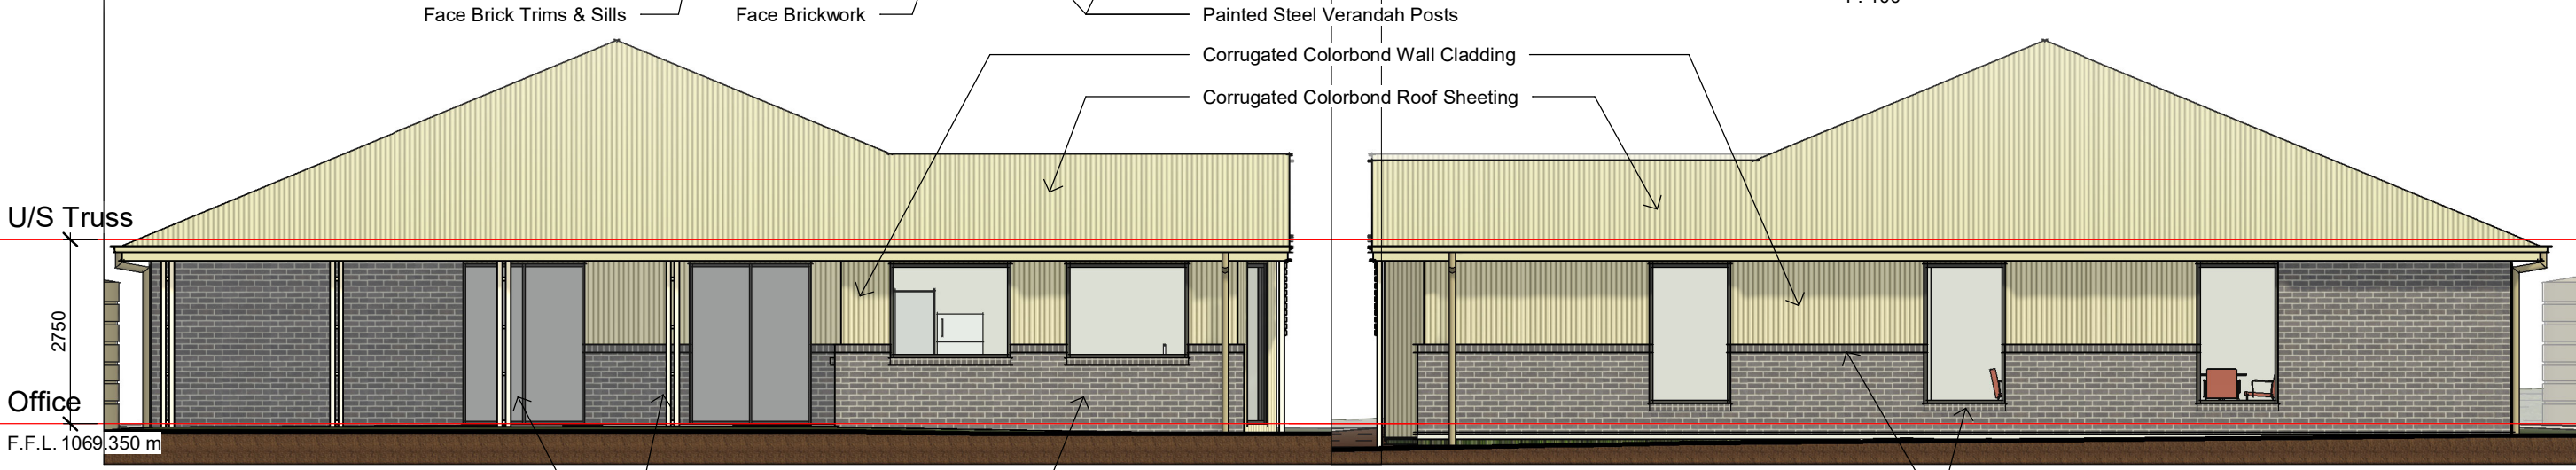 Face Brick Trims & Sills
Face Brickwork
Painted Steel Verandah Posts
Corrugated Colorbond Wall Cladding
Corrugated Colorbond Roof Sheeting
U/S Truss
2750
Office
F.F.L. 1069.350 m